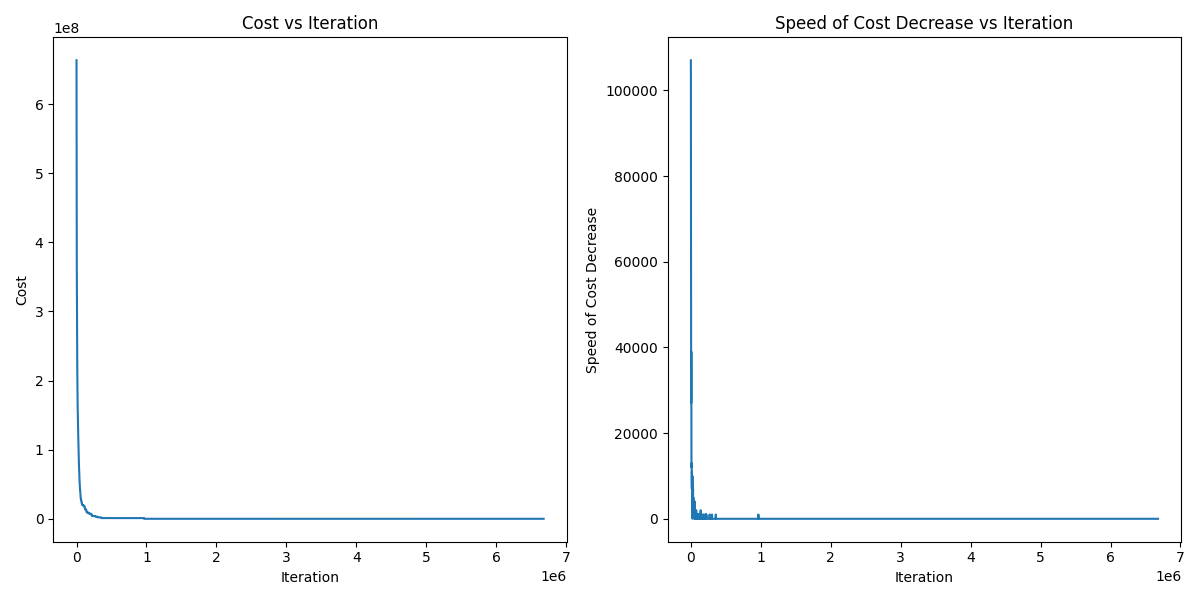 Cost vs Iteration
1e8
6
5
4
3
2
1
0
Cost
0 1 2 3 4 5 6 7
1e6
Iteration
Speed of Cost Decrease vs Iteration
100000
80000
60000
40000
20000
0
Speed of Cost Decrease
0 1 2 3 4 5 6 7
1e6
Iteration